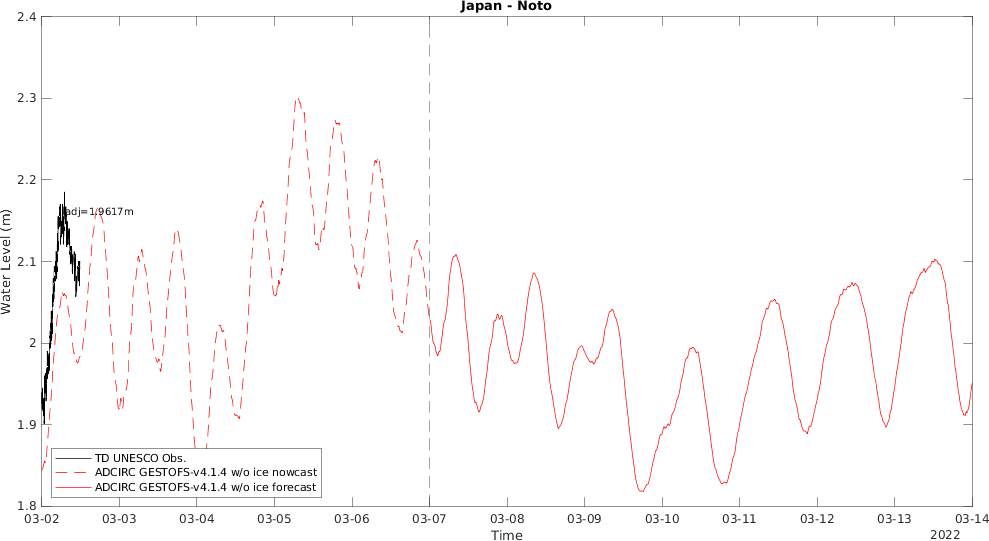 Japan - Noto
2.4
2.3
2.2
2.1
2
1.9
1.8
Water Level (m)
adj=1.9617m
TD UNESCO Obs.
ADCIRC GESTOFS-v4.1.4 w/o ice nowcast
ADCIRC GESTOFS-v4.1.4 w/o ice forecast
03-02 03-03 03-04 03-05 03-06 03-07 03-08 03-09 03-10 03-11 03-12 03-13 03-14
Time
2022